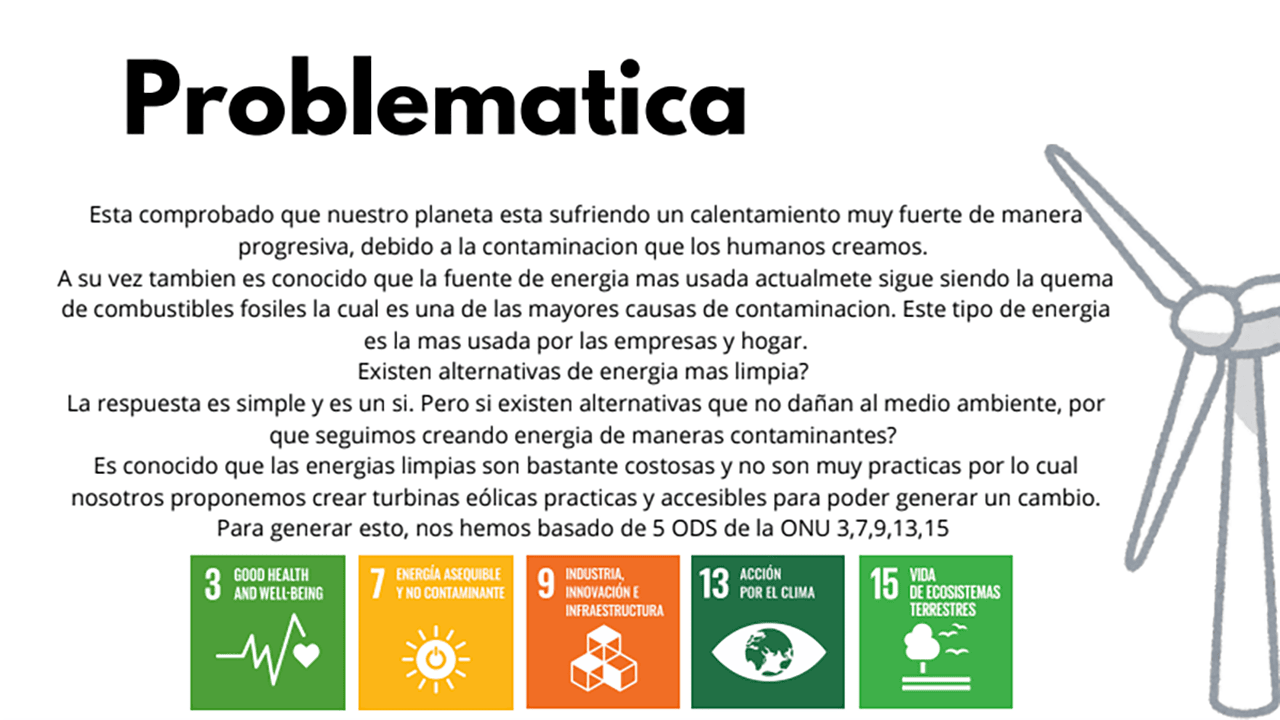 Problematica
Esta comprobado que nuestro planeta esta sufriendo un calentamiento muy fuerte de manera
progresiva, debido a la contaminacion que los humanos creamos.
A su vez tambien es conocido que la fuente de energia mas usada actualmete sigue siendo la quema
de combustibles fosiles la cual es una de las mayores causas de contaminacion. Este tipo de energia
es la mas usada por las empresas y hogar.
Existen alternativas de energia mas limpia?
La respuesta es simple y es un si. Pero si existen alternativas que no dañan al medio ambiente, por
que seguimos creando energia de maneras contaminantes?
Es conocido que las energias limpias son bastante costosas y no son muy practicas por lo cual
nosotros proponemos crear turbinas eólicas practicas y accesibles para poder generar un cambio.
Para generar esto, nos hemos basado de 5 ODS de la ONU 3,7,9,13,15
3 GOOD HEALTH
AND WELL-BEING
7 ENERGÍA ASEQUIBLE
Y NO CONTAMINANTE
9 INDUSTRIA,
INNOVACIÓN E
INFRAESTRUCTURA
13 ACCIÓN
POR EL CLIMA
15 VIDA
DE ECOSISTEMAS
TERRESTRES